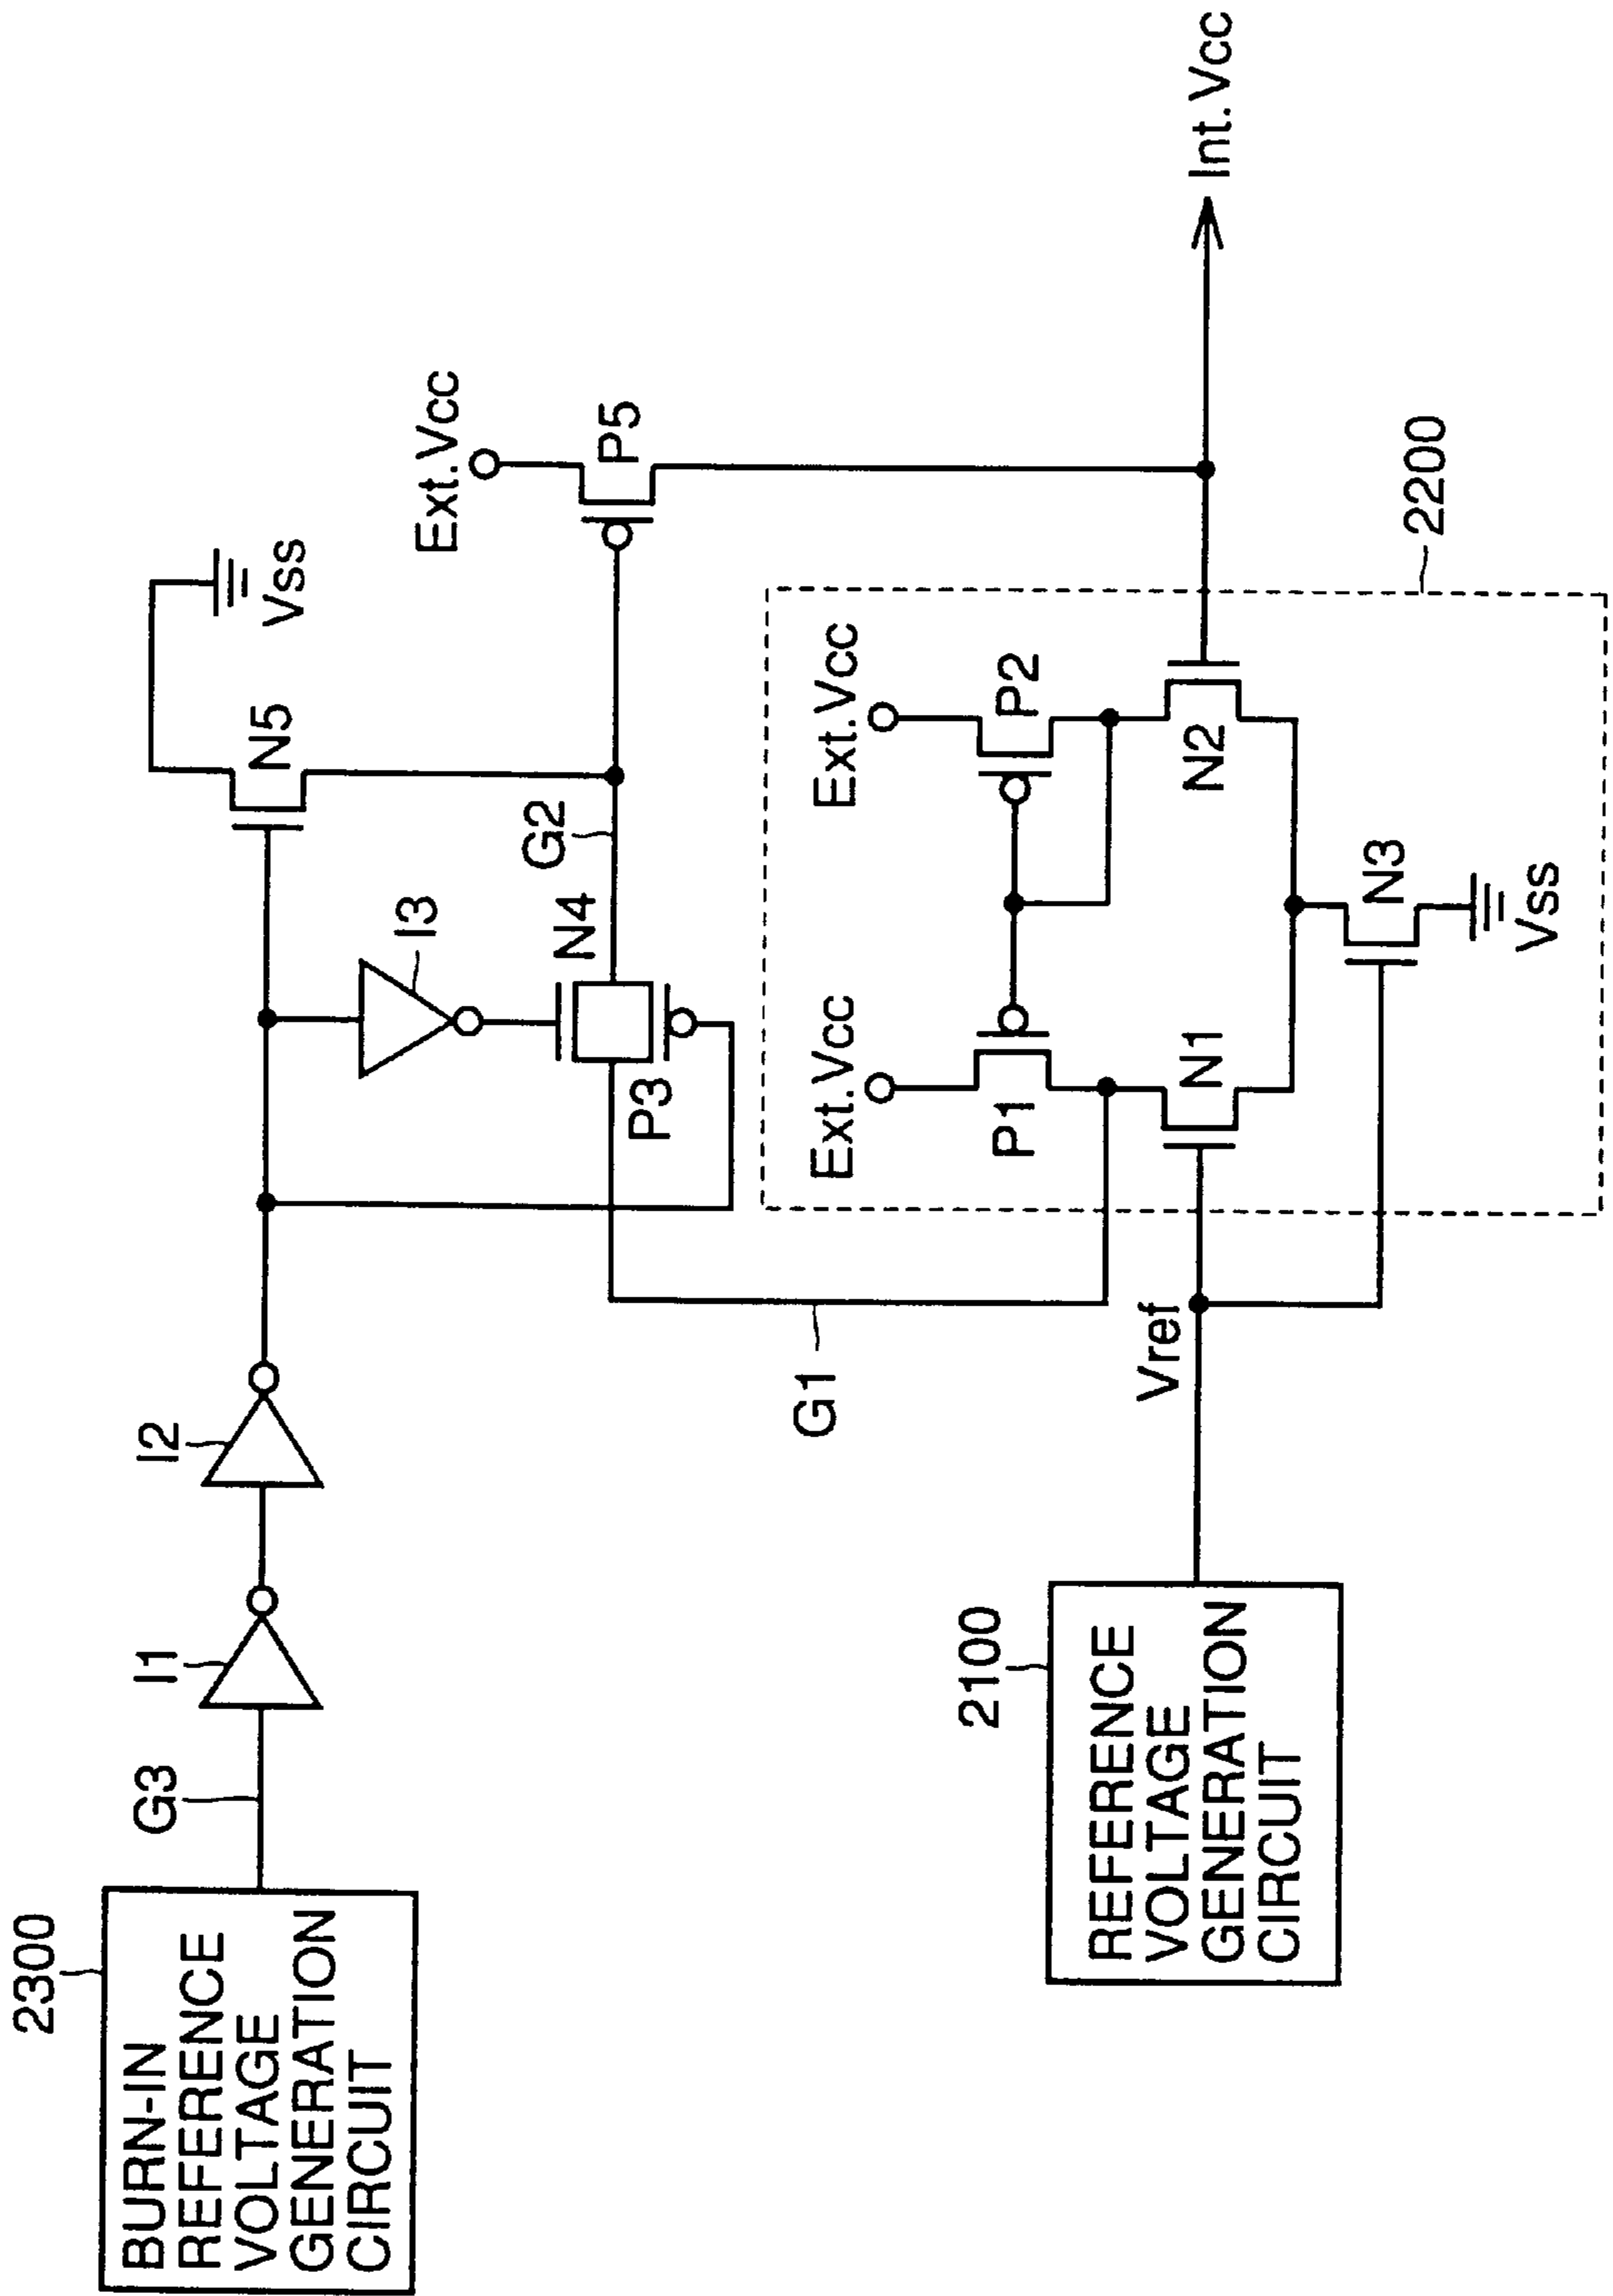 2300
BURN-IN
REFERENCE
VOLTAGE
GENERATION
CIRCUIT
G3
I1
I2
I3
N5
Vss
N4
P3
G2
Ext.Vcc
P5
G1
2100
REFERENCE
VOLTAGE
GENERATION
CIRCUIT
Vref
Ext.Vcc
P1
Ext.Vcc
P2
N1
N2
N3
Vss
2200
Int.Vcc